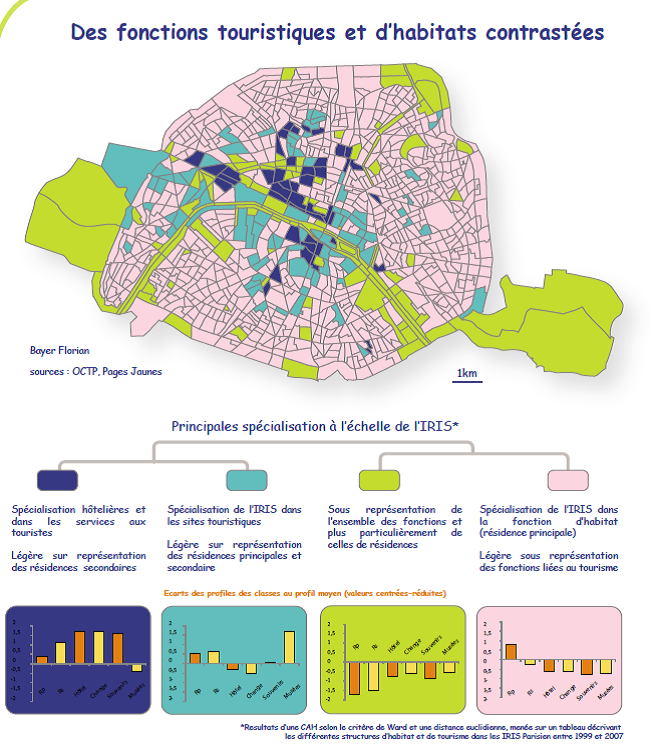 Des fonctions touristiques et d'habitats contrastées
Bayer Florian
sources : OCTP, Pages Jaunes
1km
Principales spécialisation à l'échelle de l'IRIS*
Spécialisation hôtelières et
dans les services aux
touristes
Légère sur représentation
des résidences secondaires
Spécialisation de l'IRIS dans
les sites touristiques
Légère sur représentation
des résidences principales et
secondaire
Sous représentation de
l'ensemble des fonctions et
plus particulièrement de
celles de résidences
Spécialisation de l'IRIS dans
la fonction d'habitat
(résidence principale)
Légère sous représentation
des fonctions liées au tourisme
Ecarts des profiles des classes au profil moyen (valeurs centrées-réduites)
2
1,5
1
0,5
0
-0,5
-1
-1,5
-2
Rp
Rs
Hôtel
Change
Souvenirs
Musées
2
1,5
1
0,5
0
0,5
1
1,5
2
Rp
Rs
Hôtel
Change
Souvenirs
Musées
2
1,5
1
0,5
0
-0,5
-1
-1,5
-2
Rp
Rs
Hôtel
Change
Souvenirs
Musées
2
1,5
1
0,5
0
0,5
1
1,5
2
Rp
Rs
Hôtel
Change
Souvenirs
Musées
*Resultats d'une CAH selon le critère de Ward et une distance euclidienne, menée sur un tableau décrivant
les différentes structures d'habitat et de tourisme dans les IRIS Parisien entre 1999 et 2007